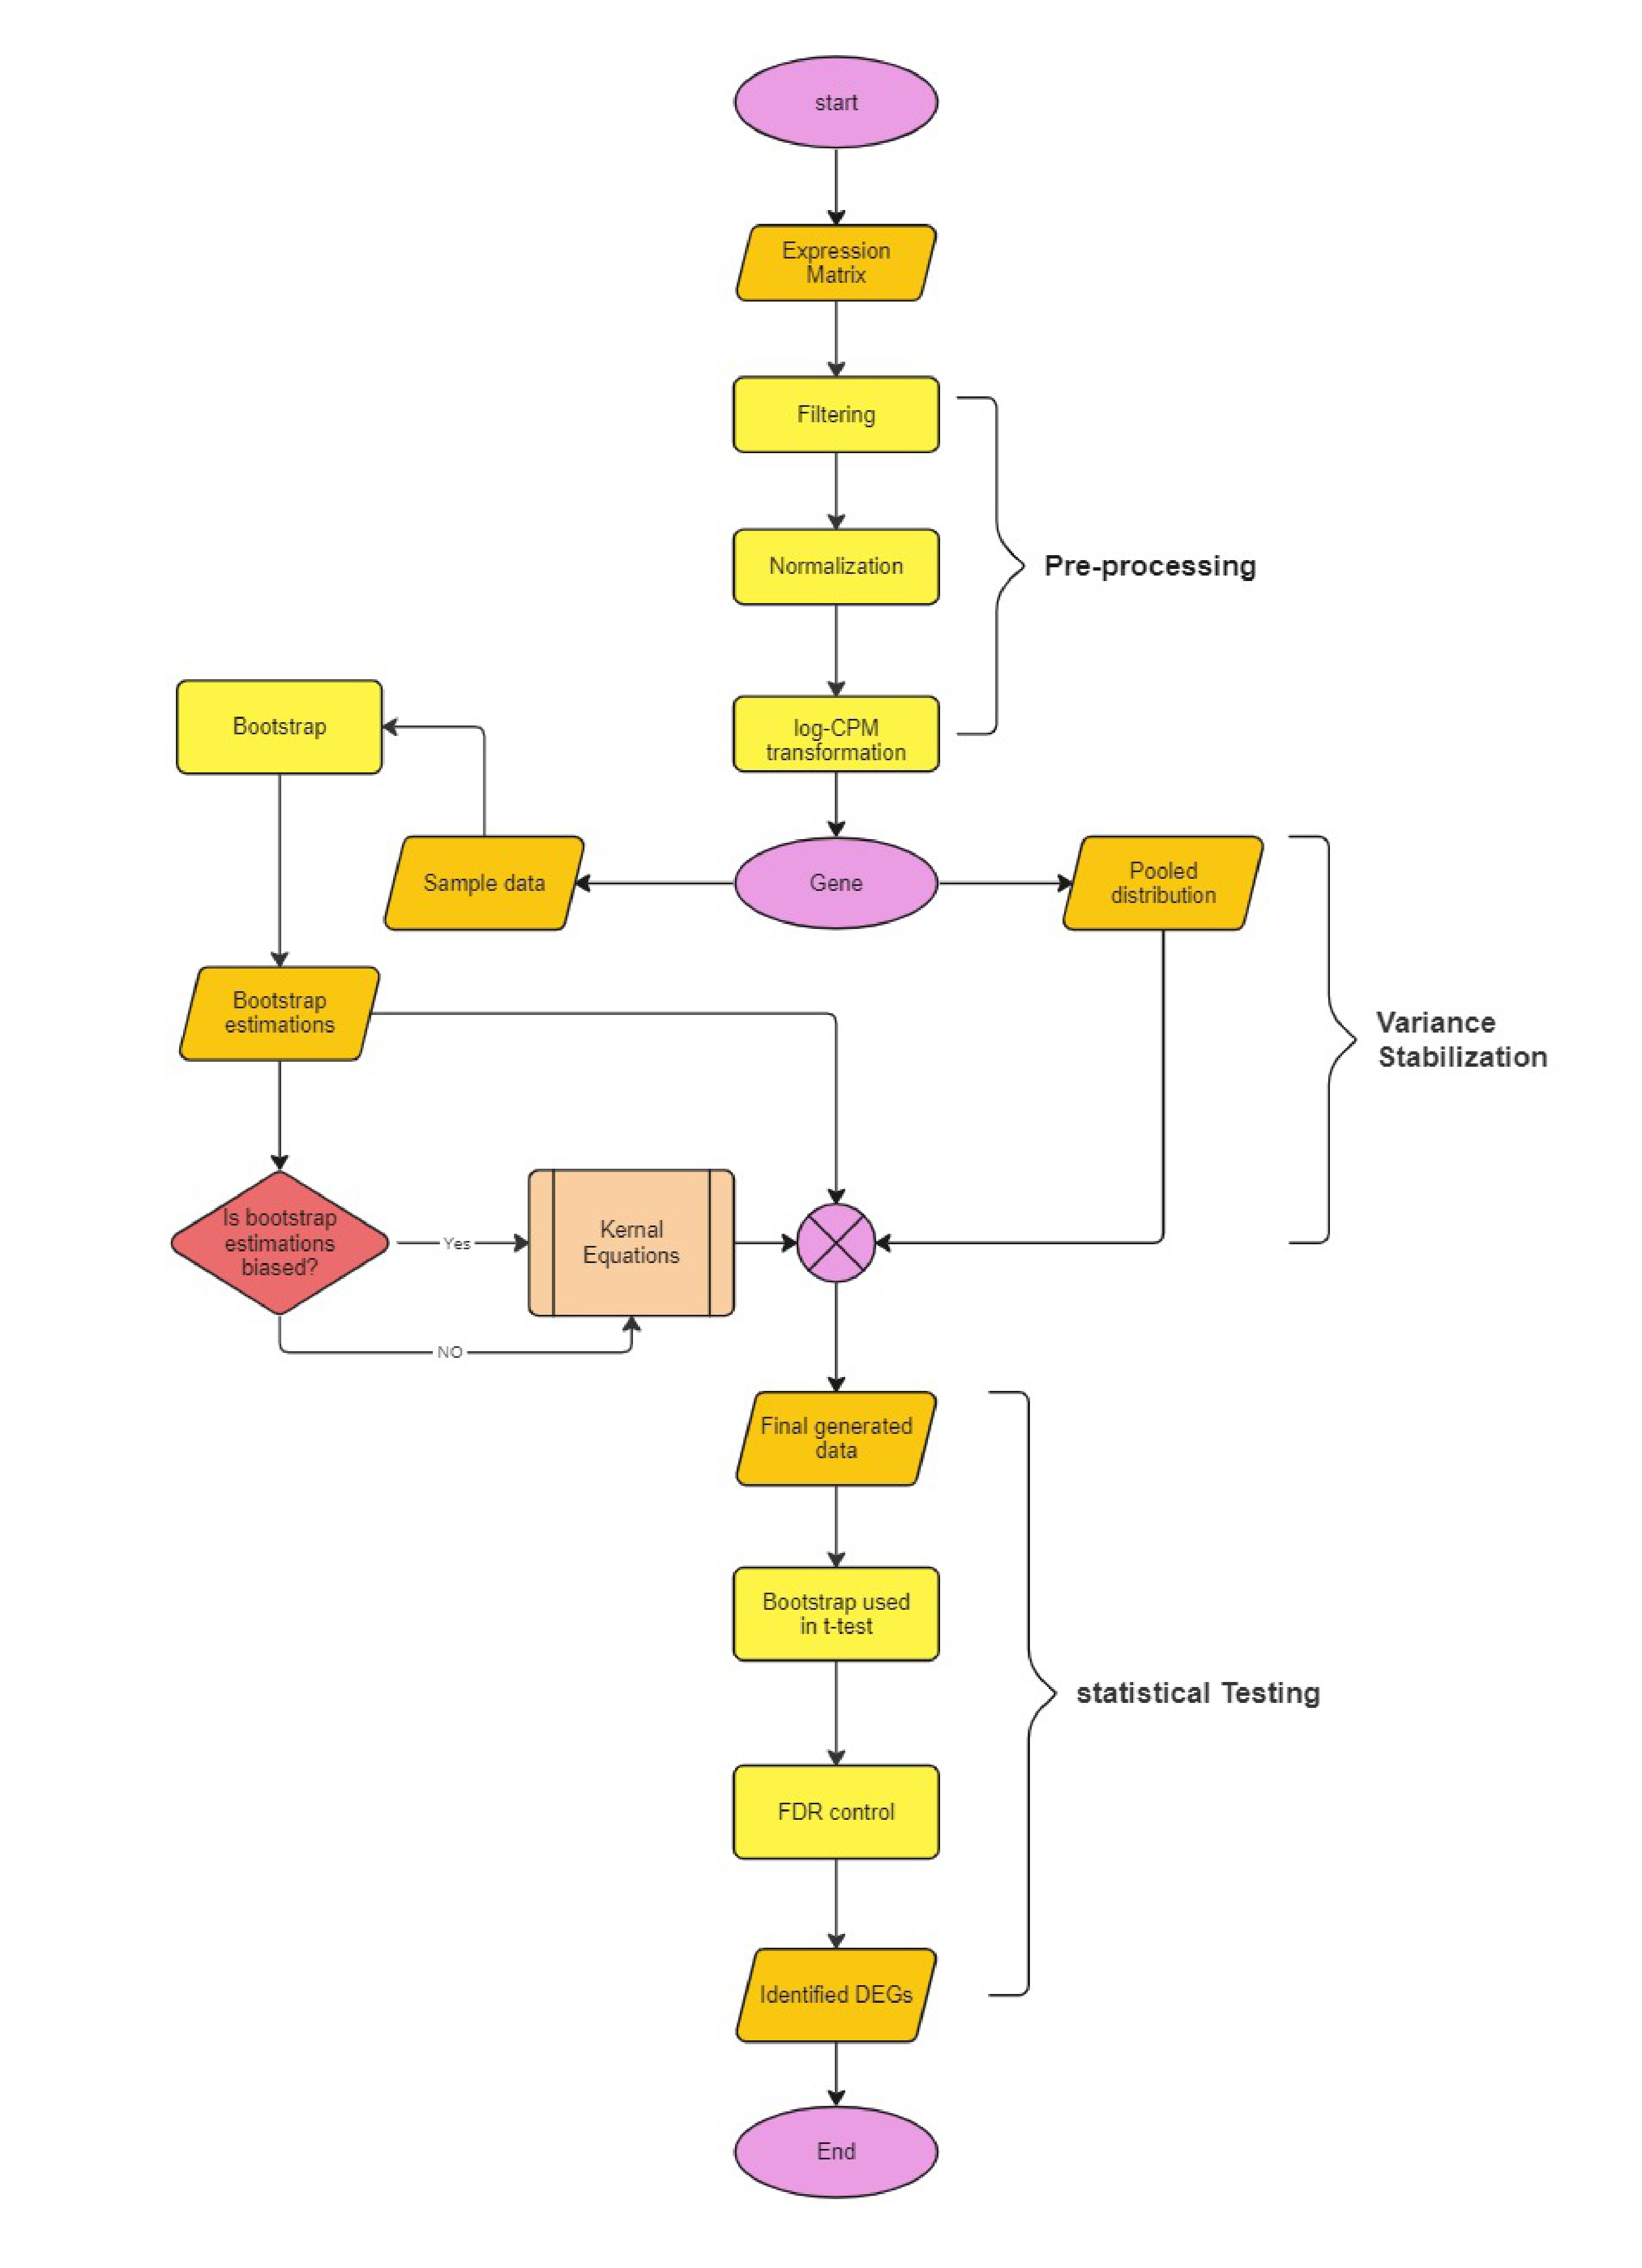 start
Expression
Matrix
Filtering
Normalization
Pre-processing
Bootstrap
log-CPM
transformation
Sample data
Gene
Pooled
distribution
Bootstrap
estimations
Variance
Stabilization
Is bootstrap
estimations
biased?
Yes
Kernal
Equations
NO
Final generated
data
Bootstrap used
in t-test
statistical Testing
FDR control
Identified DEGs
End